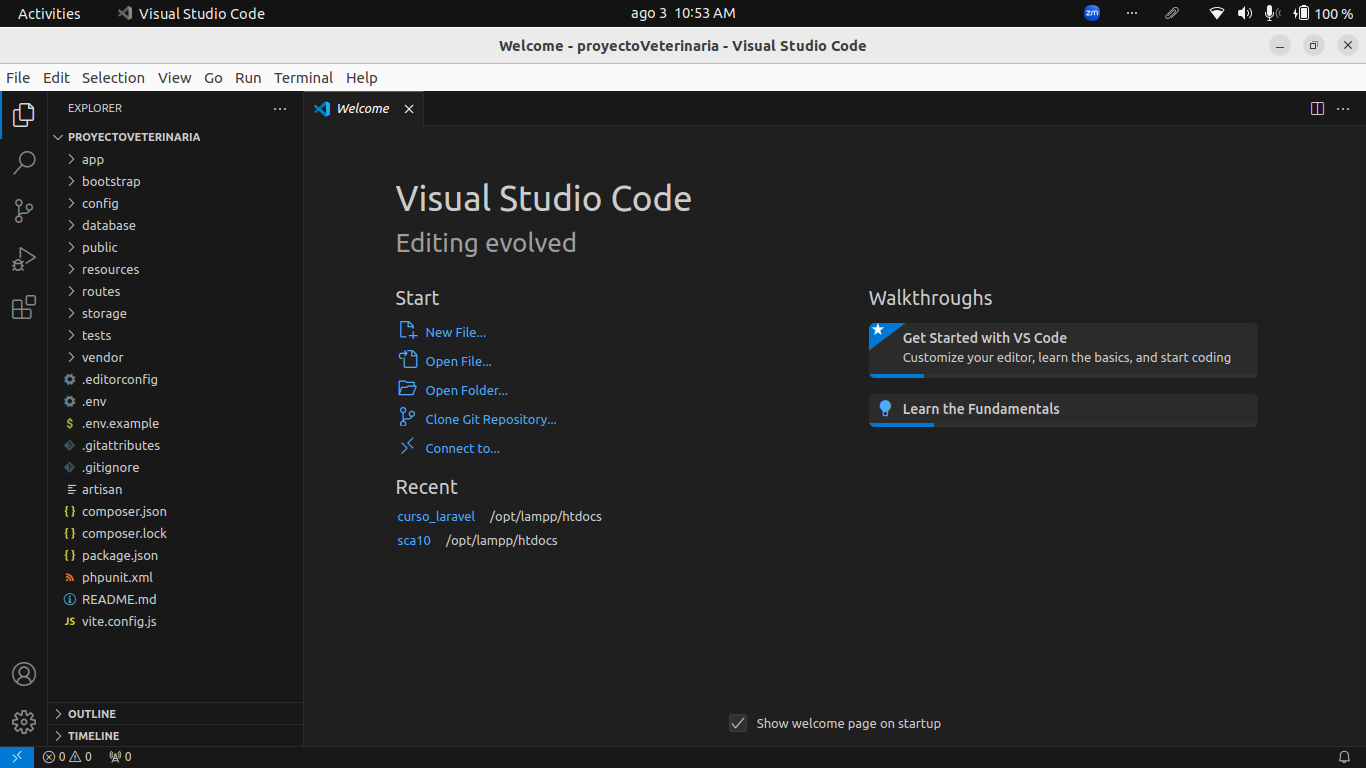 Activities Visual Studio Code ago 3 10:53 AM zm 100 %
Welcome - proyectoVeterinaria - Visual Studio Code
File Edit Selection View Go Run Terminal Help
EXPLORER
Welcome
PROYECTOVETERINARIA
app
bootstrap
config
database
public
resources
routes
storage
tests
vendor
.editorconfig
.env
$ .env.example
.gitattributes
.gitignore
artisan
{} composer.json
{} composer.lock
{} package.json
phpunit.xml
README.md
JS vite.config.js
OUTLINE
TIMELINE
Visual Studio Code
Editing evolved
Start
New File...
Open File...
Open Folder...
Clone Git Repository...
Connect to...
Recent
curso_laravel /opt/lampp/htdocs
sca10 /opt/lampp/htdocs
Walkthroughs
Get Started with VS Code
Customize your editor, learn the basics, and start coding
Learn the Fundamentals
Show welcome page on startup
0 0 0